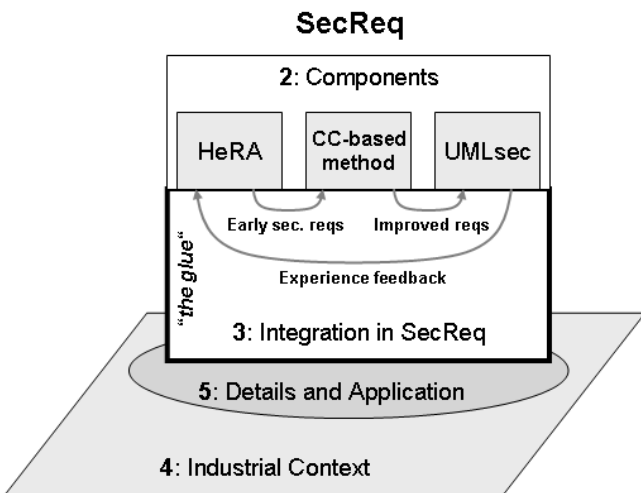 SecReq
2: Components
HeRA
CC-based
method
UMLsec
Early sec. reqs
Improved reqs
Experience feedback
"the glue"
3: Integration in SecReq
5: Details and Application
4: Industrial Context